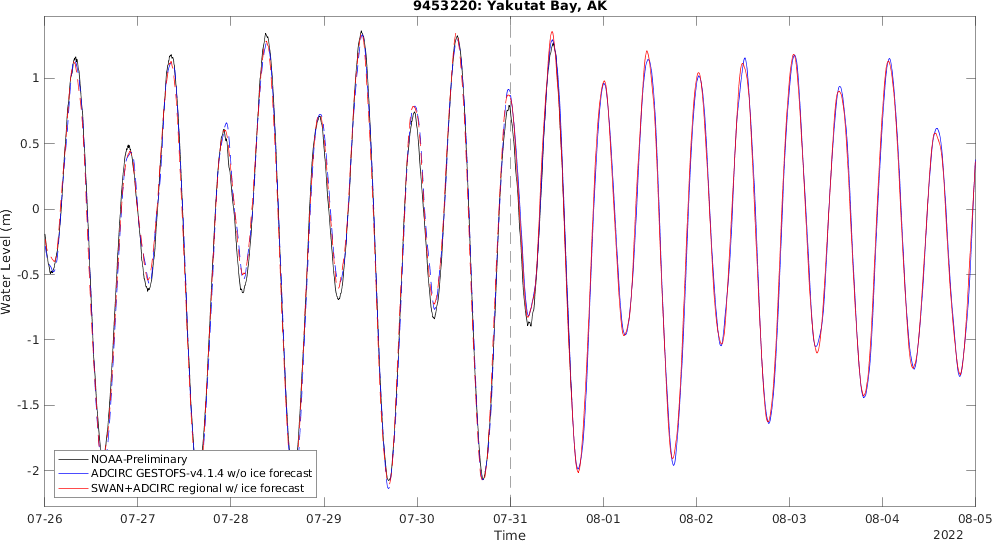 9453220: Yakutat Bay, AK
Water Level (m)
1
0.5
0
-0.5
-1
-1.5
-2
NOAA-Preliminary
ADCIRC GESTOFS-v4.1.4 w/o ice forecast
SWAN+ADCIRC regional w/ ice forecast
07-26 07-27 07-28 07-29 07-30 07-31 08-01 08-02 08-03 08-04 08-05
Time
2022